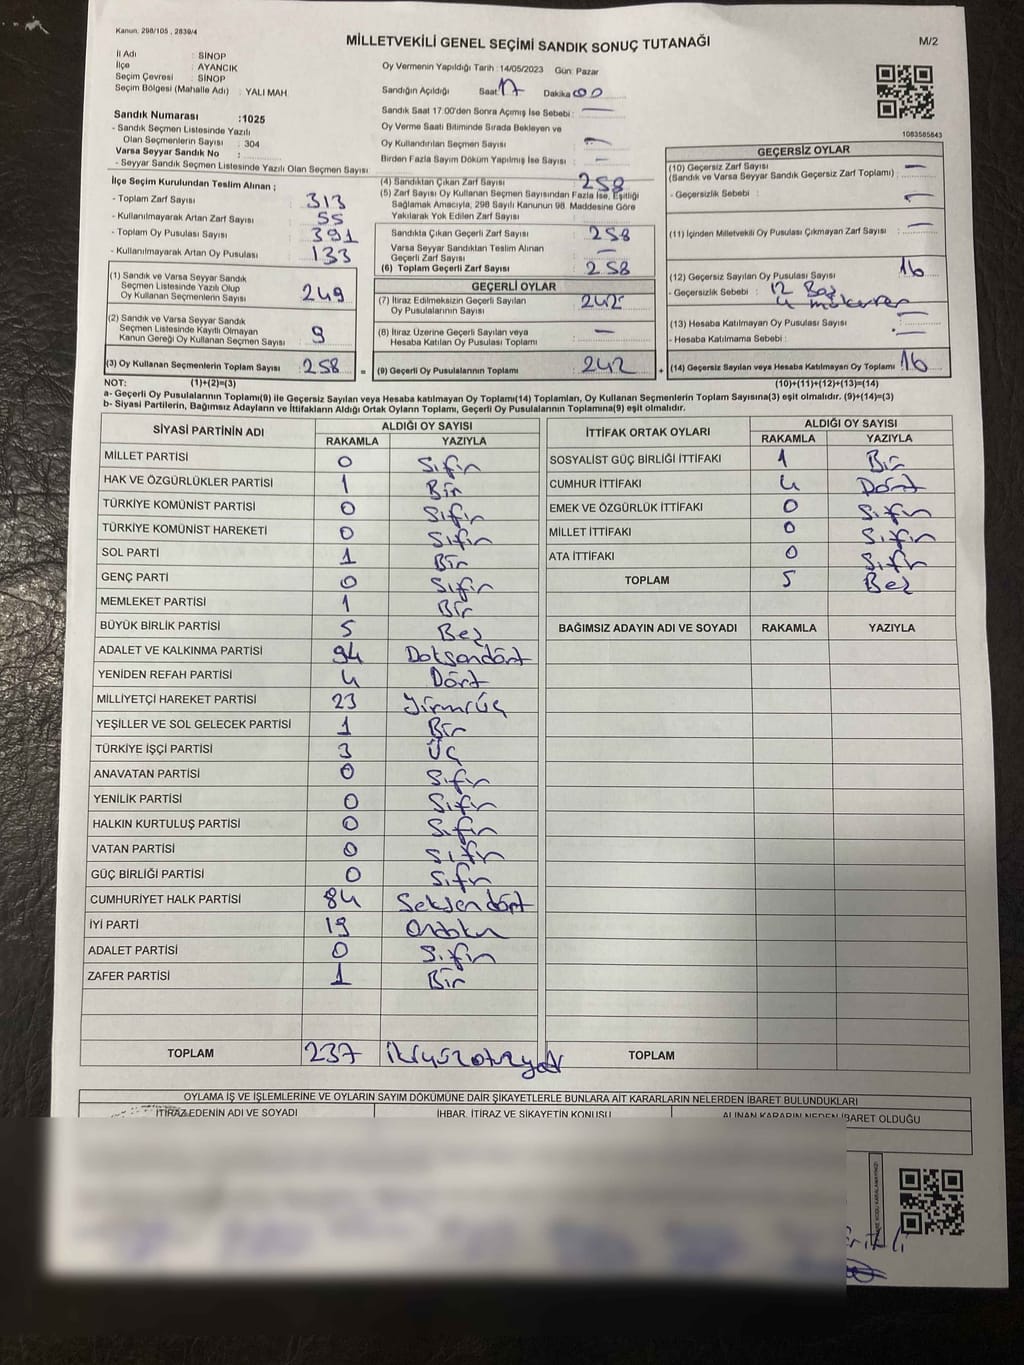 Kanun. 298/105 , 2839/4
MİLLETVEKİLİ GENEL SEÇİMİ SANDIK SONUÇ TUTANAĞI
M/2
İl Adı : SİNOP
İlçe : AYANCIK
Seçim Çevresi : SİNOP
Seçim Bölgesi (Mahalle Adı) : YALI MAH.
Sandık Numarası :1025
- Sandık Seçmen Listesinde Yazılı
Olan Seçmenlerin Sayısı : 304
Varsa Seyyar Sandık No :
- Seyyar Sandık Seçmen Listesinde Yazılı Olan Seçmen Sayısı
Oy Vermenin Yapıldığı Tarih : 14/05/2023 Gün: Pazar
Sandığın Açıldığı Saat 17 Dakika 00
Sandık Saat 17:00'den Sonra Açımış İse Sebebi : —
Oy Verme Saati Bitiminde Sırada Bekleyen ve
Oy Kullandırılan Seçmen Sayısı : —
Birden Fazla Sayım Döküm Yapılmış İse Sayısı : —
1083585843
İlçe Seçim Kurulundan Teslim Alınan ;
- Toplam Zarf Sayısı : 313
- Kullanılmayarak Artan Zarf Sayısı : 55
- Toplam Oy Pusulası Sayısı : 391
- Kullanılmayarak Artan Oy Pusulası : 133
(1) Sandık ve Varsa Seyyar Sandık
Seçmen Listesinde Yazılı Olup
Oy Kullanan Seçmenlerin Sayısı : 249
(2) Sandık ve Varsa Seyyar Sandık
Seçmen Listesinde Kayıtlı Olmayan
Kanun Gereği Oy Kullanan Seçmen Sayısı : 9
(3) Oy Kullanan Seçmenlerin Toplam Sayısı : 258
(4) Sandıktan Çıkan Zarf Sayısı : 258
(5) Zarf Sayısı Oy Kullanan Seçmen Sayısından Fazla İse, Eşitliği
Sağlamak Amacıyla, 298 Sayılı Kanunun 98. Maddesine Göre
Yakılarak Yok Edilen Zarf Sayısı :
Sandıkta Çıkan Geçerli Zarf Sayısı : 258
Varsa Seyyar Sandıktan Teslim Alınan
Geçerli Zarf Sayısı : —
(6) Toplam Geçerli Zarf Sayısı : 258
GEÇERLİ OYLAR
(7) İtiraz Edilmeksizin Geçerli Sayılan
Oy Pusulalarının Sayısı : 242
(8) İtiraz Üzerine Geçerli Sayılan veya
Hesaba Katılan Oy Pusulası Toplamı : —
= (9) Geçerli Oy Pusulalarının Toplamı : 242 +
GEÇERSİZ OYLAR
(10) Geçersiz Zarf Sayısı
(Sandık ve Varsa Seyyar Sandık Geçersiz Zarf Toplamı) : —
- Geçersizlik Sebebi : —
(11) İçinden Milletvekili Oy Pusulası Çıkmayan Zarf Sayısı : —
(12) Geçersiz Sayılan Oy Pusulası Sayısı : 16
- Geçersizlik Sebebi : 12 Boş
4 mükerrer
(13) Hesaba Katılmayan Oy Pusulası Sayısı : —
- Hesaba Katılmama Sebebi : —
(14) Geçersiz Sayılan veya Hesaba Katılmayan Oy Toplamı : 16
NOT: (1)+(2)=(3) (10)+(11)+(12)+(13)=(14)
a- Geçerli Oy Pusulalarının Toplamı(9) ile Geçersiz Sayılan veya Hesaba katılmayan Oy Toplamı(14) Toplamları, Oy Kullanan Seçmenlerin Toplam Sayısına(3) eşit olmalıdır. (9)+(14)=(3)
b- Siyasi Partilerin, Bağımsız Adayların ve İttifakların Aldığı Ortak Oyların Toplamı, Geçerli Oy Pusulalarının Toplamına(9) eşit olmalıdır.
SİYASİ PARTİNİN ADI ALDIĞI OY SAYISI
RAKAMLA YAZIYLA
MİLLET PARTİSİ 0 Sıfır
HAK VE ÖZGÜRLÜKLER PARTİSİ 1 Bir
TÜRKİYE KOMÜNİST PARTİSİ 0 Sıfır
TÜRKİYE KOMÜNİST HAREKETİ 0 Sıfır
SOL PARTİ 1 Bir
GENÇ PARTİ 0 Sıfır
MEMLEKET PARTİSİ 1 Bir
BÜYÜK BİRLİK PARTİSİ 5 Beş
ADALET VE KALKINMA PARTİSİ 94 Doksandört
YENİDEN REFAH PARTİSİ 4 Dört
MİLLİYETÇİ HAREKET PARTİSİ 23 Yirmiüç
YEŞİLLER VE SOL GELECEK PARTİSİ 1 Bir
TÜRKİYE İŞÇİ PARTİSİ 3 Üç
ANAVATAN PARTİSİ 0 Sıfır
YENİLİK PARTİSİ 0 Sıfır
HALKIN KURTULUŞ PARTİSİ 0 Sıfır
VATAN PARTİSİ 0 Sıfır
GÜÇ BİRLİĞİ PARTİSİ 0 Sıfır
CUMHURİYET HALK PARTİSİ 84 Seksendört
İYİ PARTİ 19 Ondokuz
ADALET PARTİSİ 0 Sıfır
ZAFER PARTİSİ 1 Bir
TOPLAM 237 ikiyüzotuzyedi
İTTİFAK ORTAK OYLARI ALDIĞI OY SAYISI
RAKAMLA YAZIYLA
SOSYALİST GÜÇ BİRLİĞİ İTTİFAKI 1 Bir
CUMHUR İTTİFAKI 4 Dört
EMEK VE ÖZGÜRLÜK İTTİFAKI 0 Sıfır
MİLLET İTTİFAKI 0 Sıfır
ATA İTTİFAKI 0 Sıfır
TOPLAM 5 Beş
BAĞIMSIZ ADAYIN ADI VE SOYADI RAKAMLA YAZIYLA
TOPLAM
OYLAMA İŞ VE İŞLEMLERİNE VE OYLARIN SAYIM DÖKÜMÜNE DAİR ŞİKAYETLERLE BUNLARA AİT KARARLARIN NELERDEN İBARET BULUNDUKLARI
İTİRAZ EDENİN ADI VE SOYADI İHBAR, İTİRAZ VE ŞİKAYETİN KONUSU ALINAN KARARIN NEDEN İBARET OLDUĞU